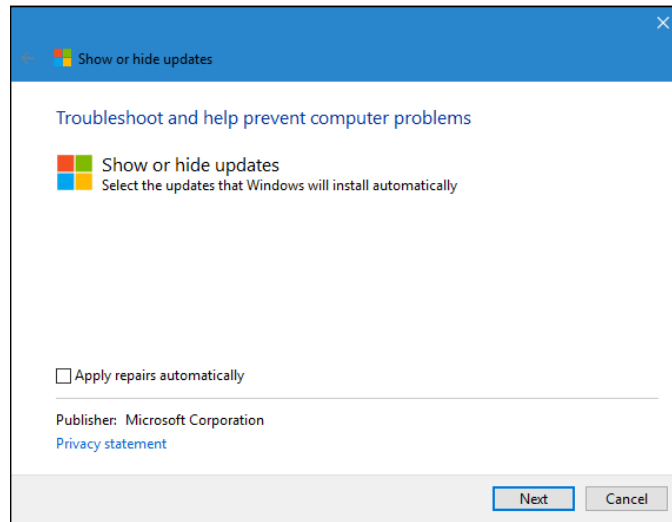 Show or hide updates
Troubleshoot and help prevent computer problems
Show or hide updates
Select the updates that Windows will install automatically
Apply repairs automatically
Publisher: Microsoft Corporation
Privacy statement
Next Cancel